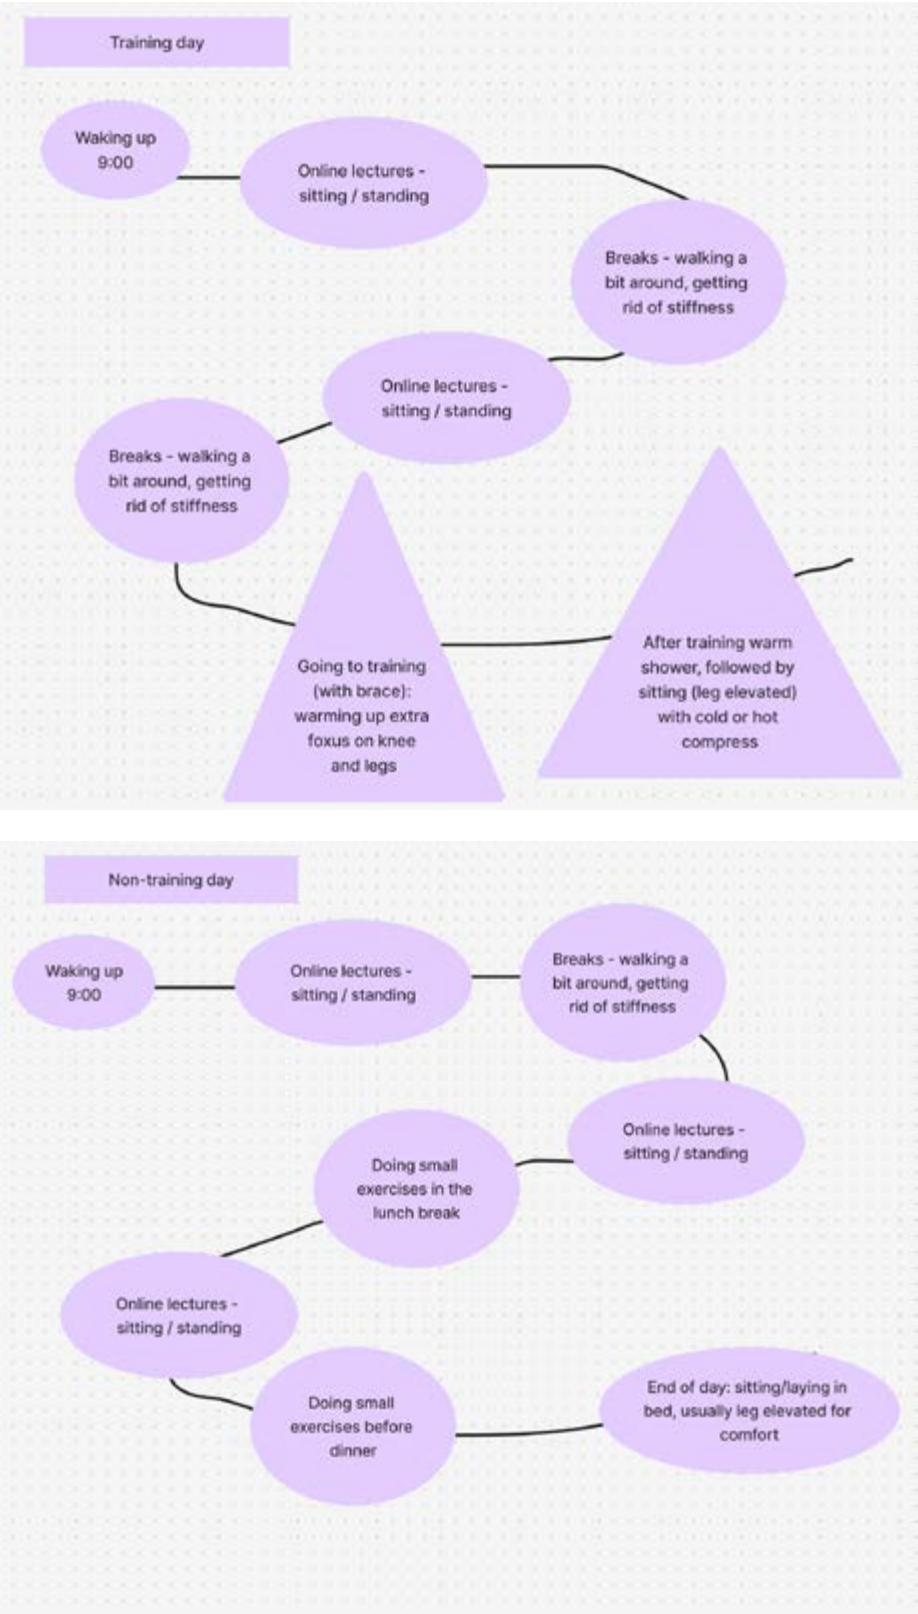 Training day
Waking up
9:00
Online lectures -
sitting / standing
Breaks - walking a
bit around, getting
rid of stiffness
Online lectures -
sitting / standing
Breaks - walking a
bit around, getting
rid of stiffness
Going to training
(with brace):
warming up extra
foxus on knee
and legs
After training warm
shower, followed by
sitting (leg elevated)
with cold or hot
compress
Non-training day
Waking up
9:00
Online lectures -
sitting / standing
Breaks - walking a
bit around, getting
rid of stiffness
Online lectures -
sitting / standing
Doing small
exercises in the
lunch break
Online lectures -
sitting / standing
Doing small
exercises before
dinner
End of day: sitting/laying in
bed, usually leg elevated for
comfort